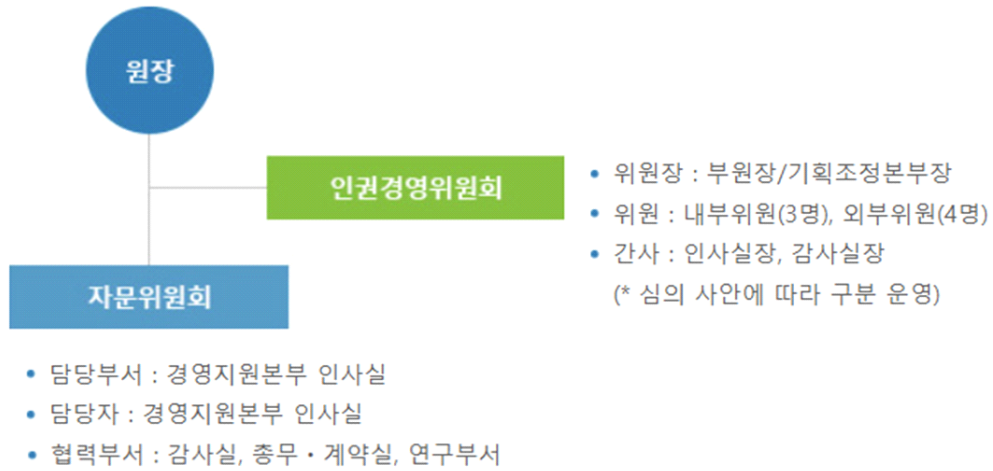 원장
인권경영위원회
• 위원장 : 부원장/기획조정본부장
• 위원 : 내부위원(3명), 외부위원(4명)
• 간사 : 인사실장, 감사실장
(* 심의 사안에 따라 구분 운영)
자문위원회
• 담당부서 : 경영지원본부 인사실
• 담당자 : 경영지원본부 인사실
• 협력부서 : 감사실, 총무・계약실, 연구부서